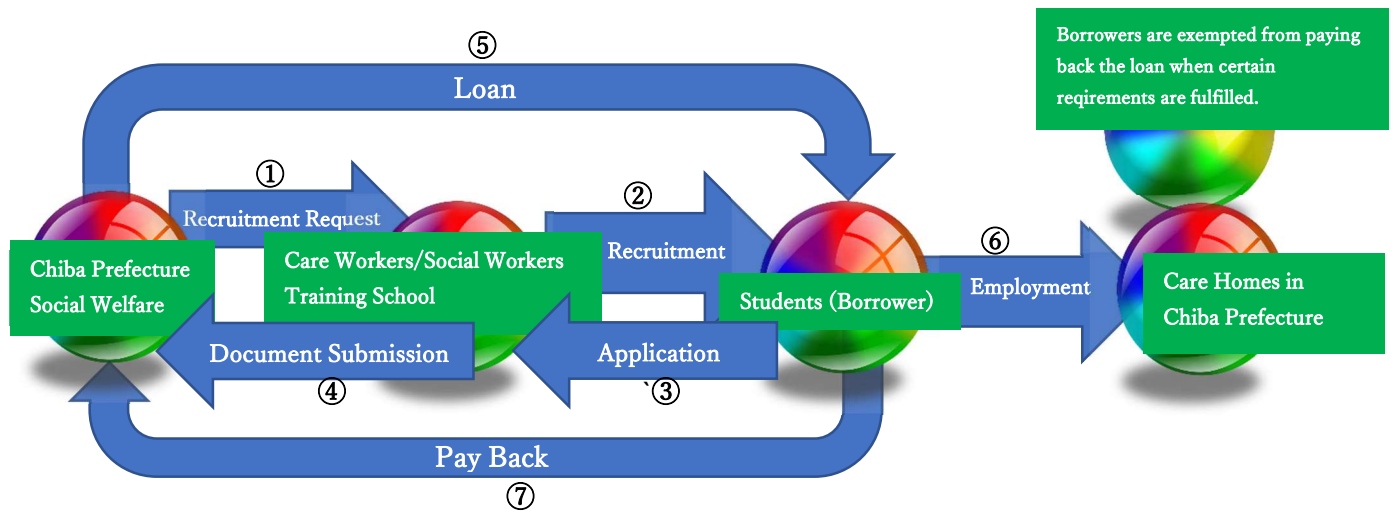 ⑤
Loan
Borrowers are exempted from paying
back the loan when certain
reqirements are fulfilled.
①
Recruitment Request
②
Recruitment
⑥
Employment
Chiba Prefecture
Social Welfare
Care Workers/Social Workers
Training School
Students (Borrower)
Care Homes in
Chiba Prefecture
Document Submission
④
Application
`③
Pay Back
⑦